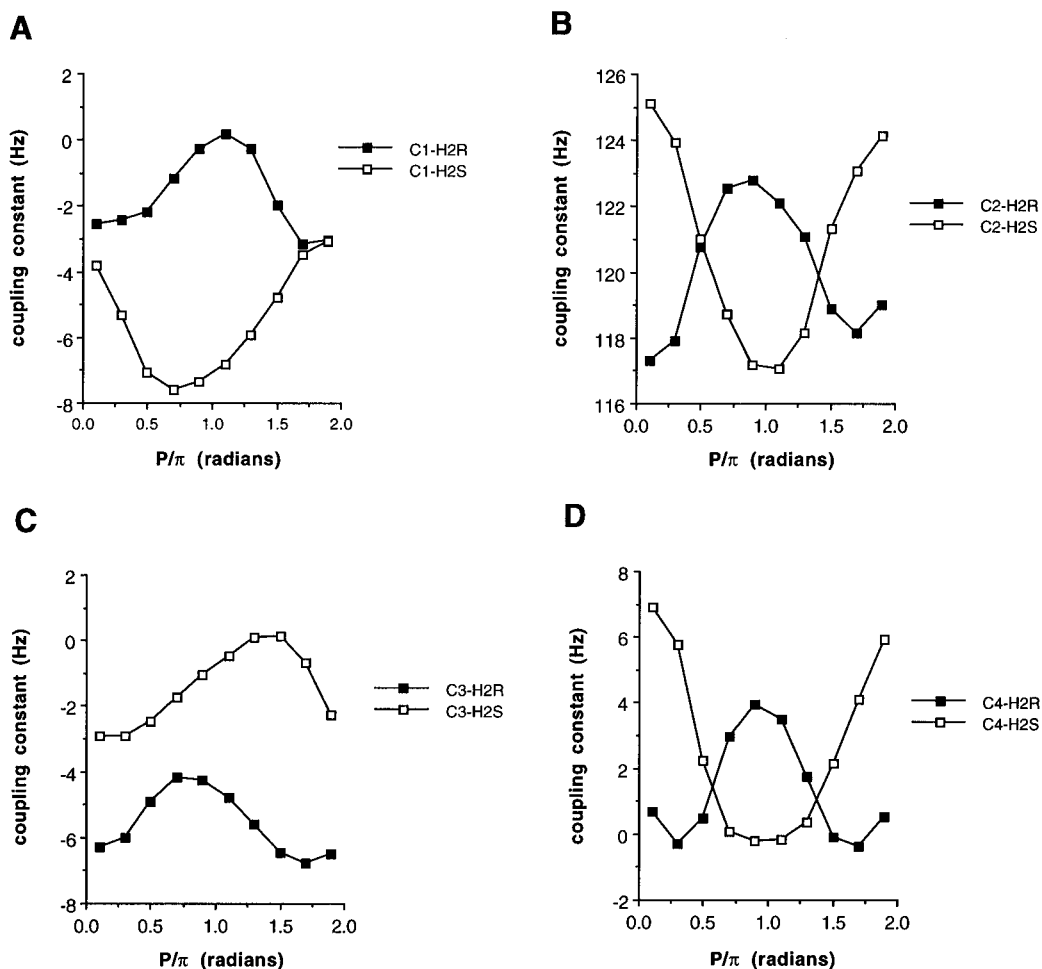 A
coupling constant (Hz)
2
0
-2
-4
-6
-8
0.0 0.5 1.0 1.5 2.0
P/π (radians)
C1-H2R
C1-H2S
B
coupling constant (Hz)
126
124
122
120
118
116
0.0 0.5 1.0 1.5 2.0
P/π (radians)
C2-H2R
C2-H2S
C
coupling constant (Hz)
2
0
-2
-4
-6
-8
0.0 0.5 1.0 1.5 2.0
P/π (radians)
C3-H2R
C3-H2S
D
coupling constant (Hz)
8
6
4
2
0
-2
0.0 0.5 1.0 1.5 2.0
P/π (radians)
C4-H2R
C4-H2S